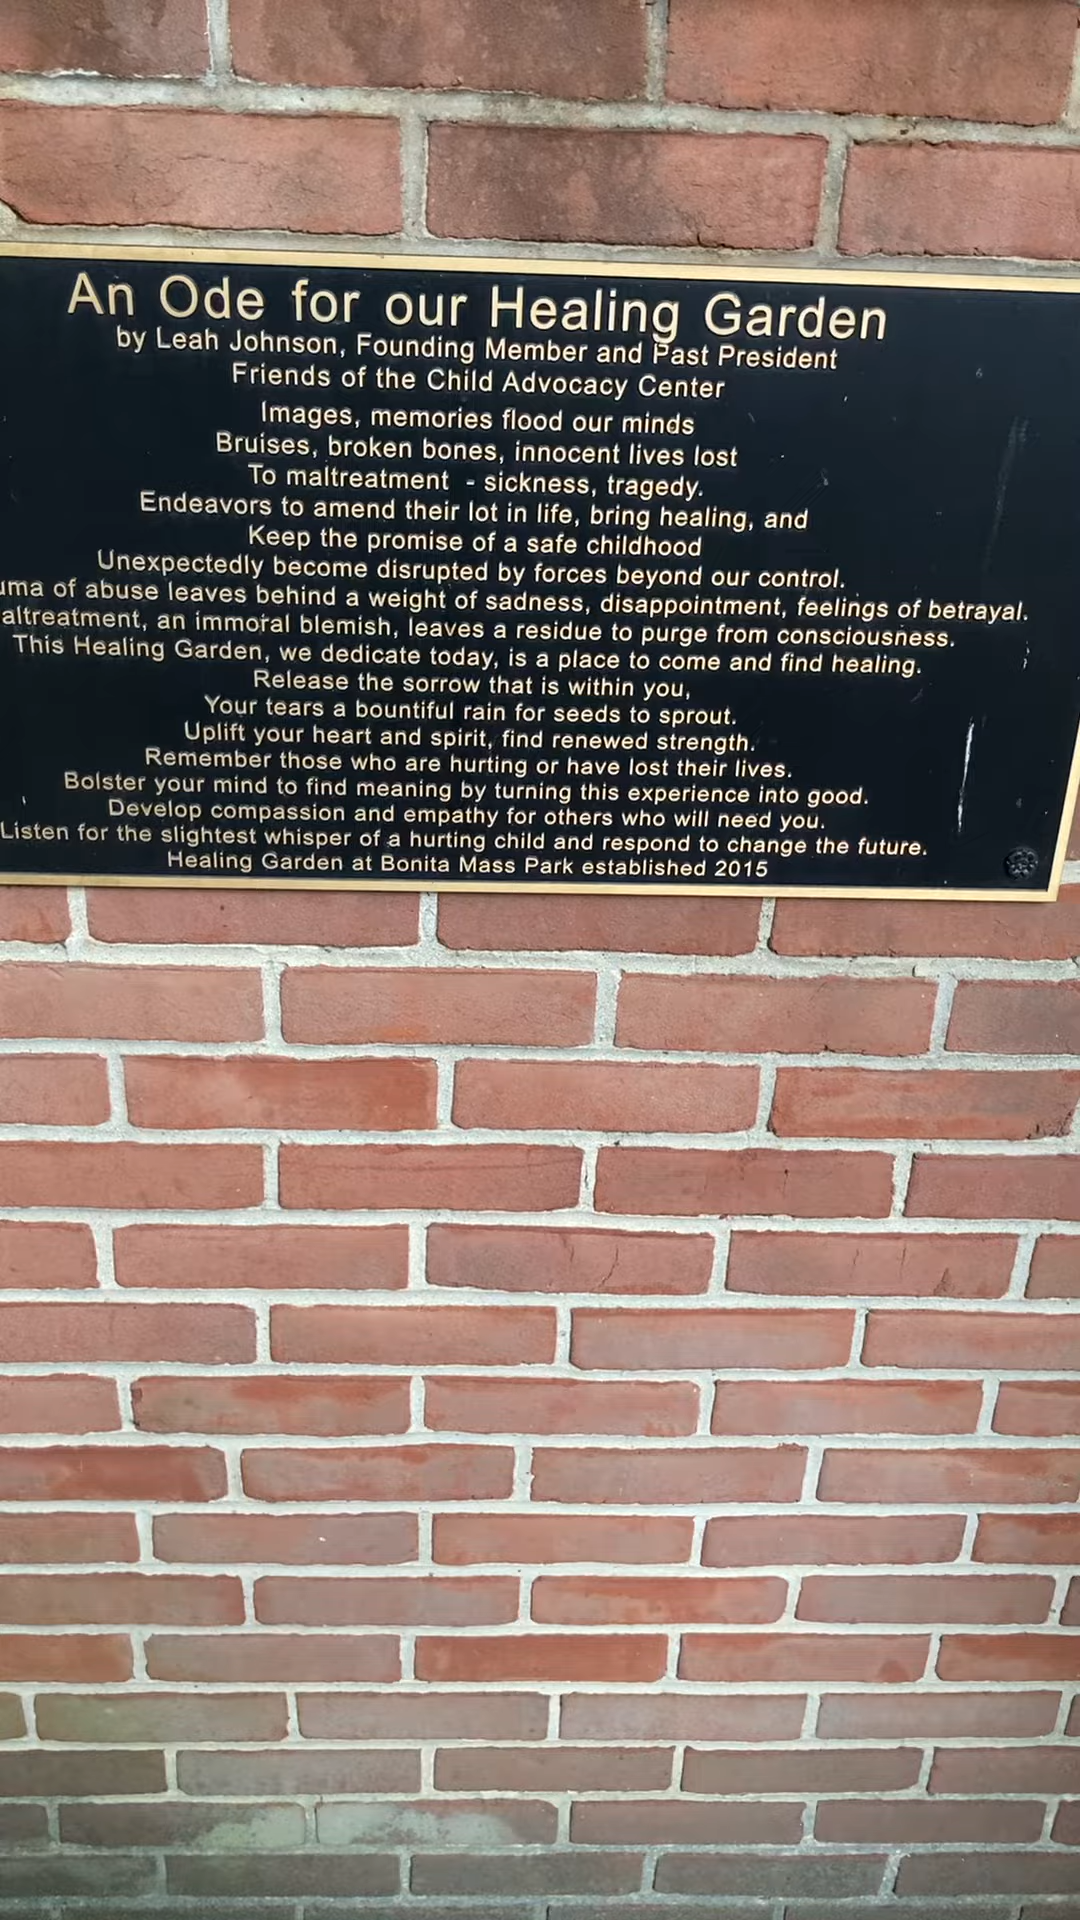 An Ode for our Healing Garden
by Leah Johnson, Founding Member and Past President
Friends of the Child Advocacy Center
Images, memories flood our minds
Bruises, broken bones, innocent lives lost
To maltreatment - sickness, tragedy.
Endeavors to amend their lot in life, bring healing, and
Keep the promise of a safe childhood
Unexpectedly become disrupted by forces beyond our control.
uma of abuse leaves behind a weight of sadness, disappointment, feelings of betrayal.
altreatment, an immoral blemish, leaves a residue to purge from consciousness.
This Healing Garden, we dedicate today, is a place to come and find healing.
Release the sorrow that is within you,
Your tears a bountiful rain for seeds to sprout.
Uplift your heart and spirit, find renewed strength.
Remember those who are hurting or have lost their lives.
Bolster your mind to find meaning by turning this experience into good.
Develop compassion and empathy for others who will need you.
Listen for the slightest whisper of a hurting child and respond to change the future.
Healing Garden at Bonita Mass Park established 2015